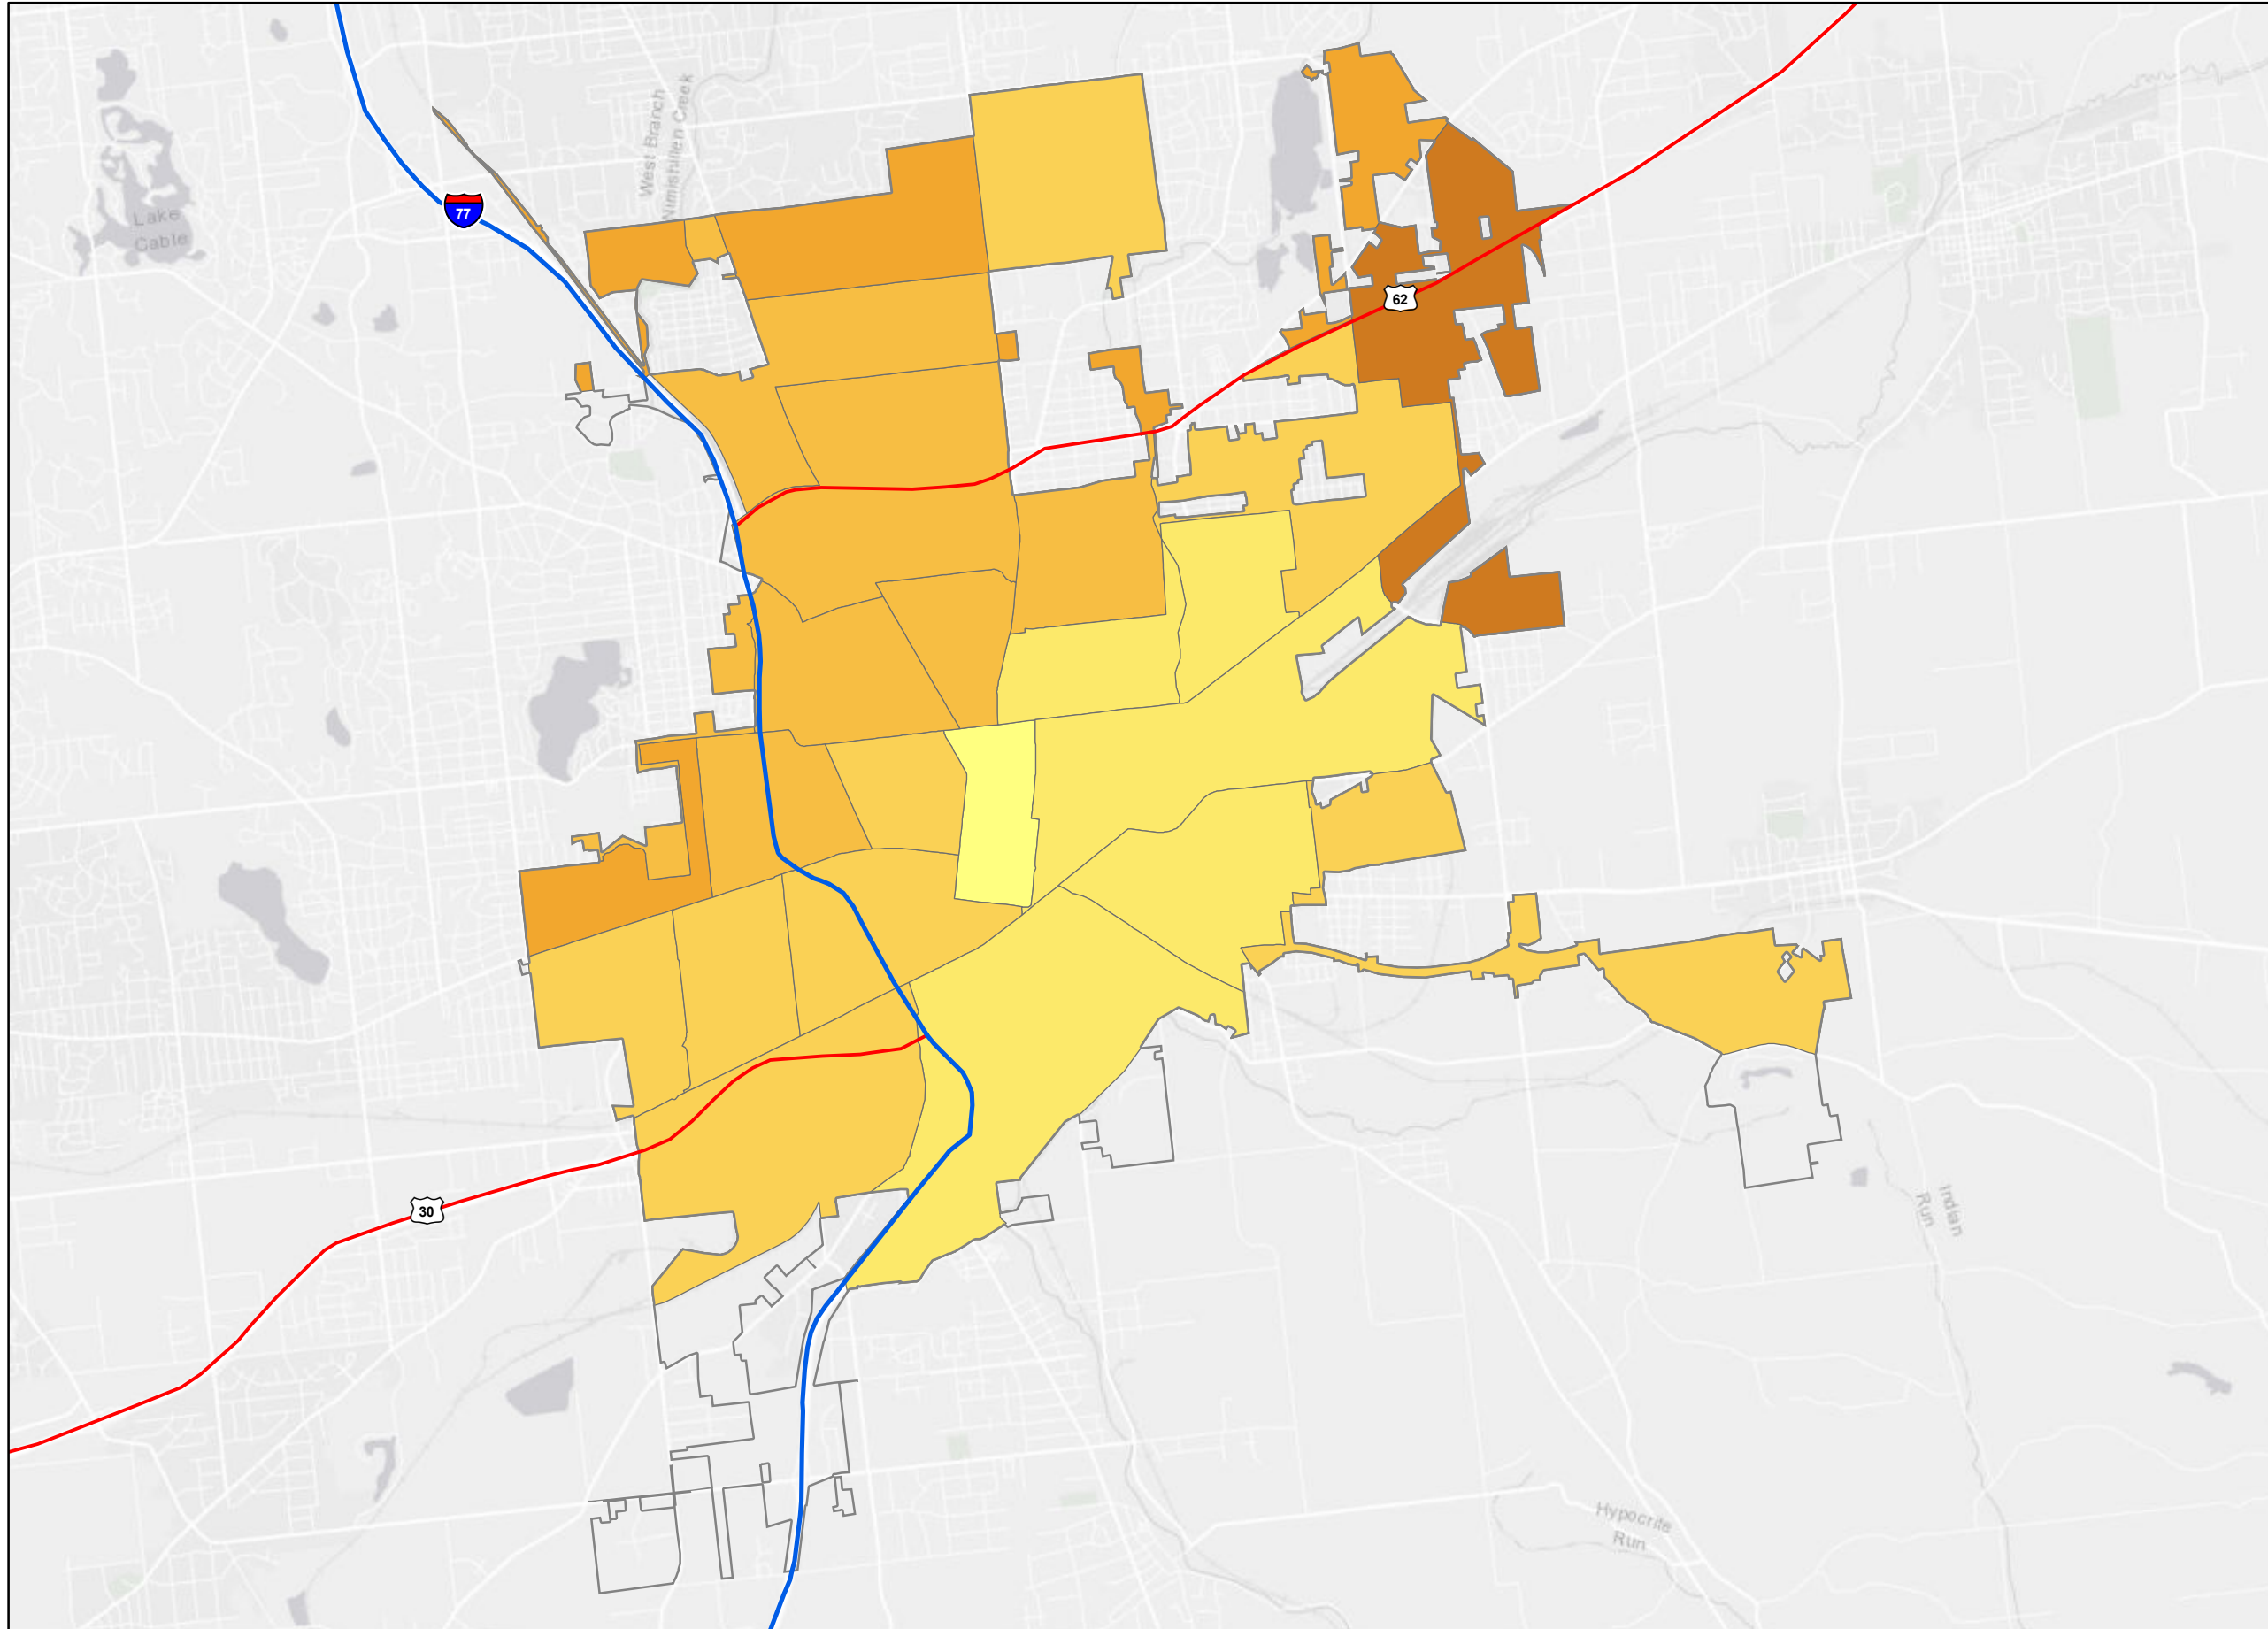 West Branch
Nimishillen Creek
Lake
Cable
77
62
30
Indian
Run
Hypocrite
Run